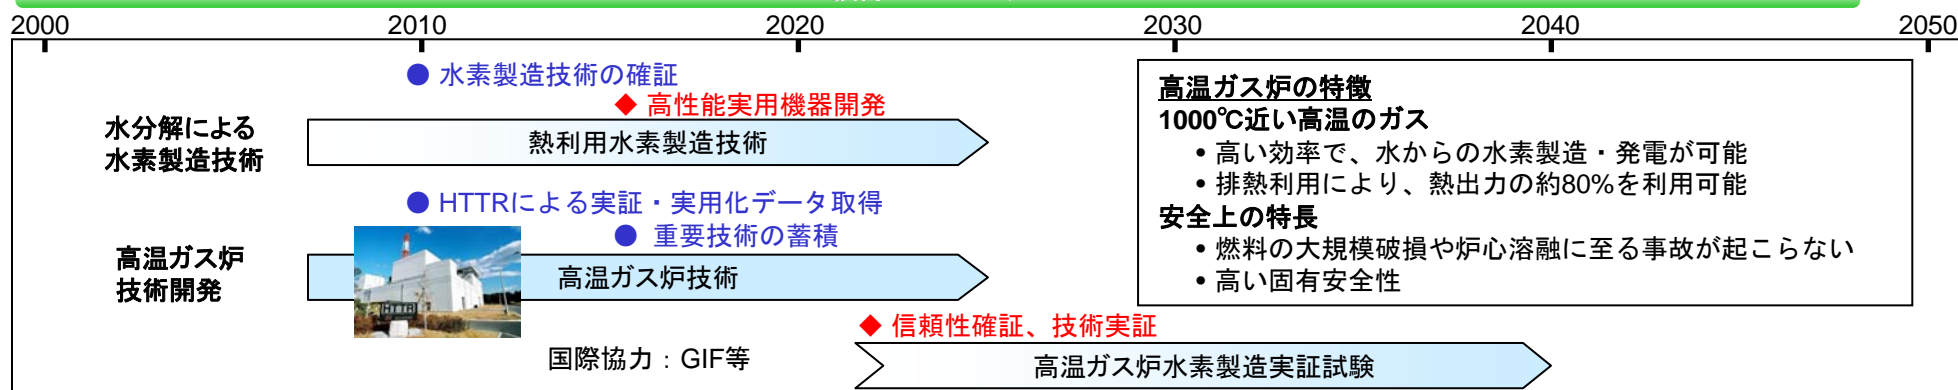 2000 2010 2020 2030 2040 2050
● 水素製造技術の確証
◆ 高性能実用機器開発
水分解による
水素製造技術
熱利用水素製造技術
● HTTRによる実証・実用化データ取得
● 重要技術の蓄積
高温ガス炉
技術開発
高温ガス炉技術
HTTR
◆ 信頼性確証、技術実証
国際協力：GIF等
高温ガス炉水素製造実証試験
高温ガス炉の特徴
1000℃近い高温のガス
• 高い効率で、水からの水素製造・発電が可能
• 排熱利用により、熱出力の約80%を利用可能
安全上の特長
• 燃料の大規模破損や炉心溶融に至る事故が起こらない
• 高い固有安全性